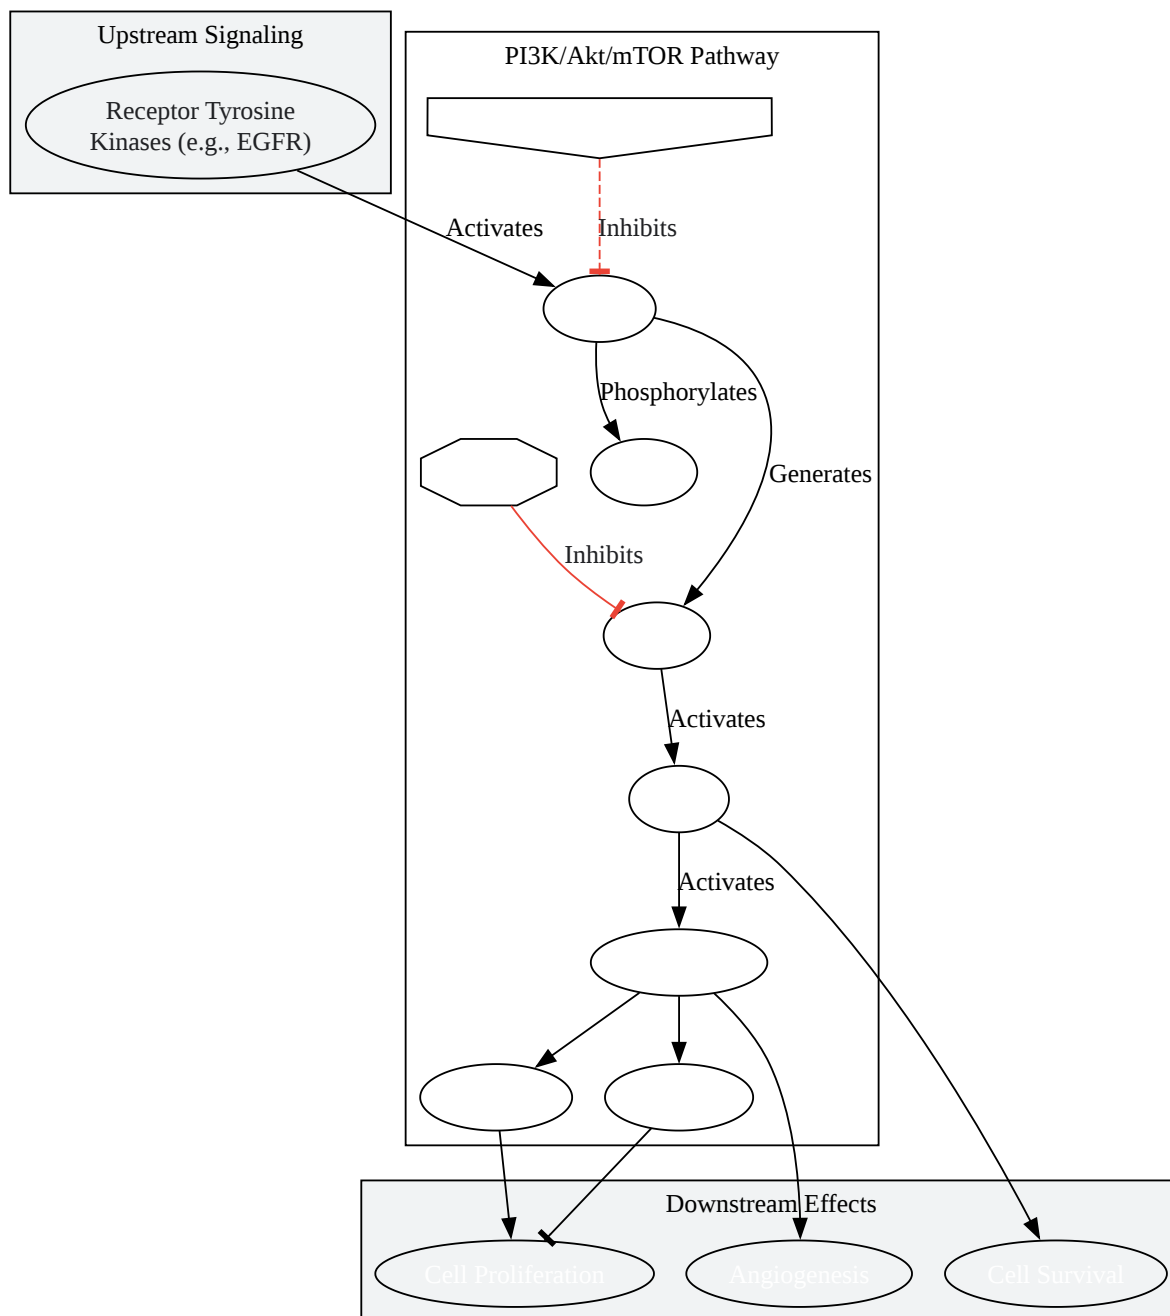 Upstream Signaling
PI3K/Akt/mTOR Pathway
Receptor Tyrosine
Kinases (e.g., EGFR)
Activates
Inhibits
Phosphorylates
Generates
Inhibits
Activates
Activates
Downstream Effects
Cell Proliferation
Angiogenesis
Cell Survival